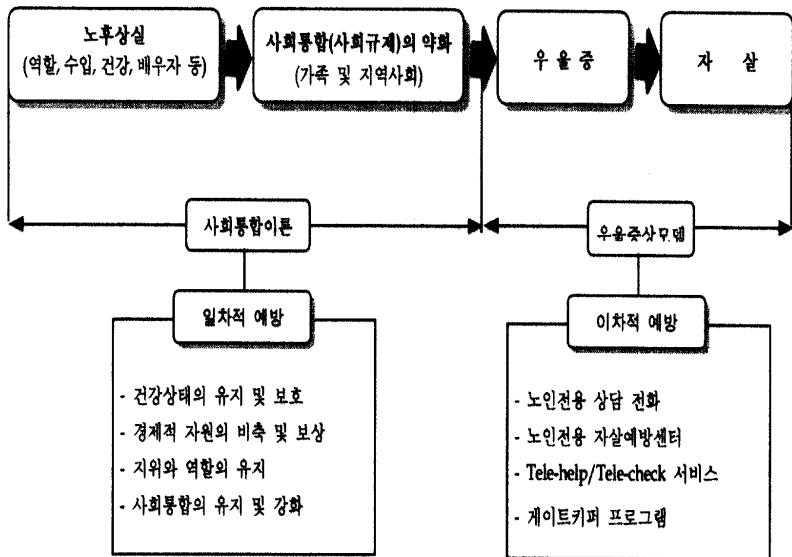 노후상실
(역할, 수입, 건강, 배우자 등)
사회통합(사회규제)의 약화
(가족 및 지역사회)
우 울 증
자 살
사회통합이론
우울증상모델
일차적 예방
- 건강상태의 유지 및 보호
- 경제적 자원의 비축 및 보상
- 지위와 역할의 유지
- 사회통합의 유지 및 강화
이차적 예방
- 노인전용 상담 전화
- 노인전용 자살예방센터
- Tele-help/Tele-check 서비스
- 게이트키퍼 프로그램